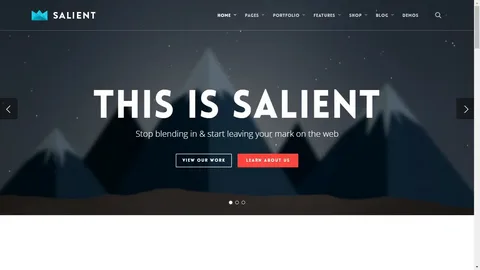 SALIENT
HOME PAGES PORTFOLIO FEATURES SHOP BLOG DEMOS
THIS IS SALIENT
Stop blending in & start leaving your mark on the web
VIEW OUR WORK LEARN ABOUT US